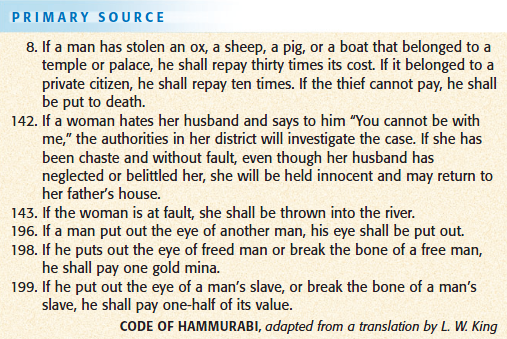 PRIMARY SOURCE
8. If a man has stolen an ox, a sheep, a pig, or a boat that belonged to a
temple or palace, he shall repay thirty times its cost. If it belonged to a
private citizen, he shall repay ten times. If the thief cannot pay, he shall
be put to death.
142. If a woman hates her husband and says to him “You cannot be with
me,” the authorities in her district will investigate the case. If she has
been chaste and without fault, even though her husband has
neglected or belittled her, she will be held innocent and may return to
her father’s house.
143. If the woman is at fault, she shall be thrown into the river.
196. If a man put out the eye of another man, his eye shall be put out.
198. If he puts out the eye of freed man or break the bone of a free man,
he shall pay one gold mina.
199. If he put out the eye of a man’s slave, or break the bone of a man’s
slave, he shall pay one-half of its value.
CODE OF HAMMURABI, adapted from a translation by L. W. King